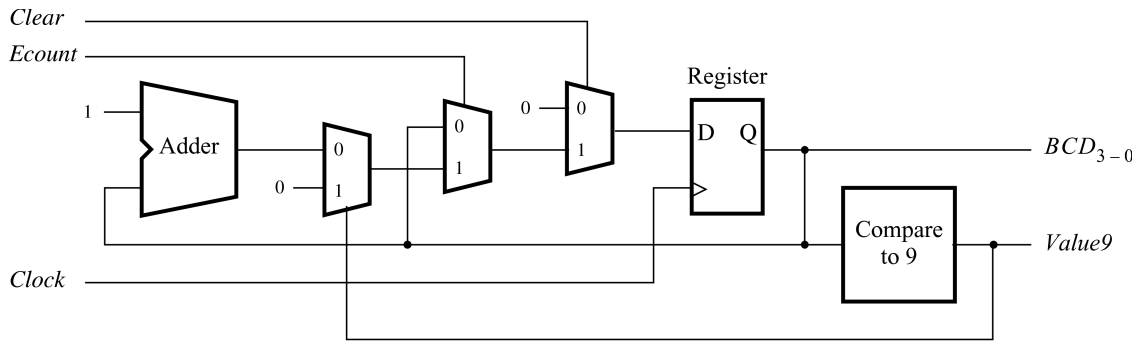 Clear
Ecount
Register
1
0
0
D Q
BCD3–0
Adder
0
0
1
1
0
1
Compare
to 9
Value9
Clock